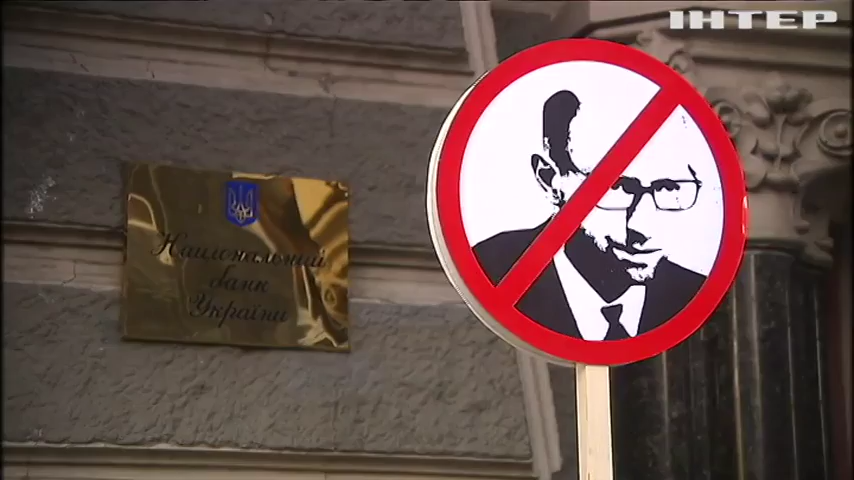 ІНТЕР
Національний
банк
України